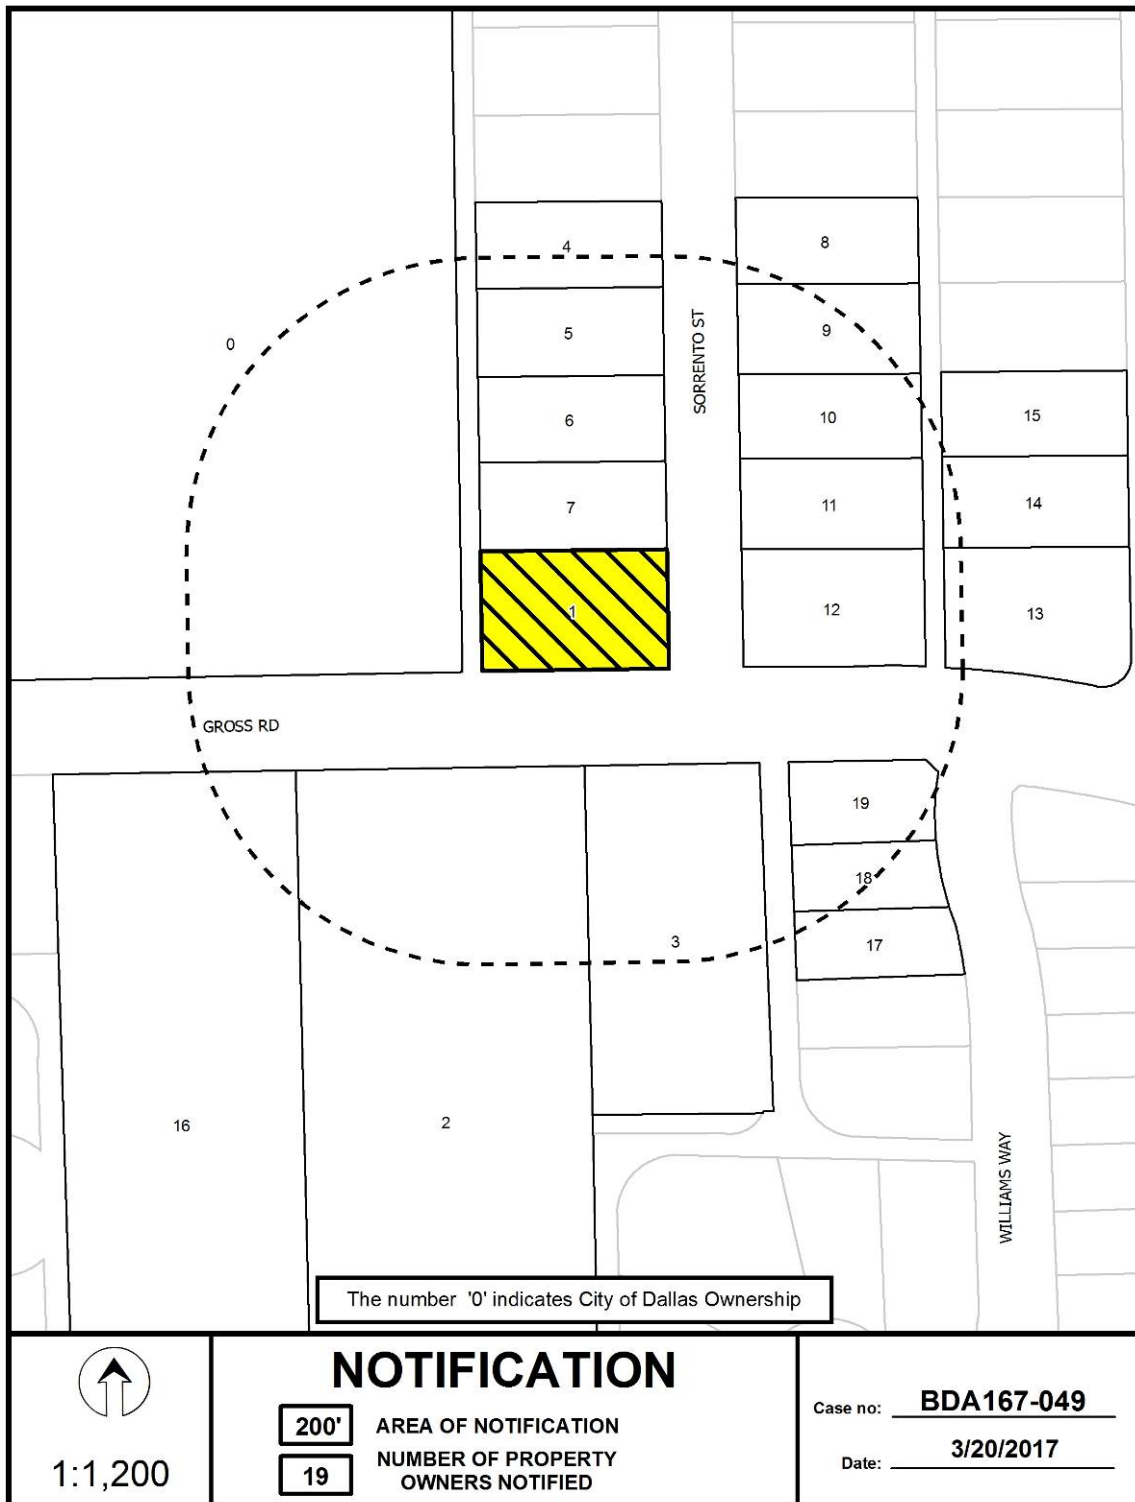 4
8
0
5
SORRENTO ST
9
6
10
15
7
11
14
1
12
13
GROSS RD
19
18
3
17
16
2
WILLIAMS WAY
The number '0' indicates City of Dallas Ownership
1:1,200
NOTIFICATION
200' AREA OF NOTIFICATION
19 NUMBER OF PROPERTY
OWNERS NOTIFIED
Case no: BDA167-049
Date: 3/20/2017